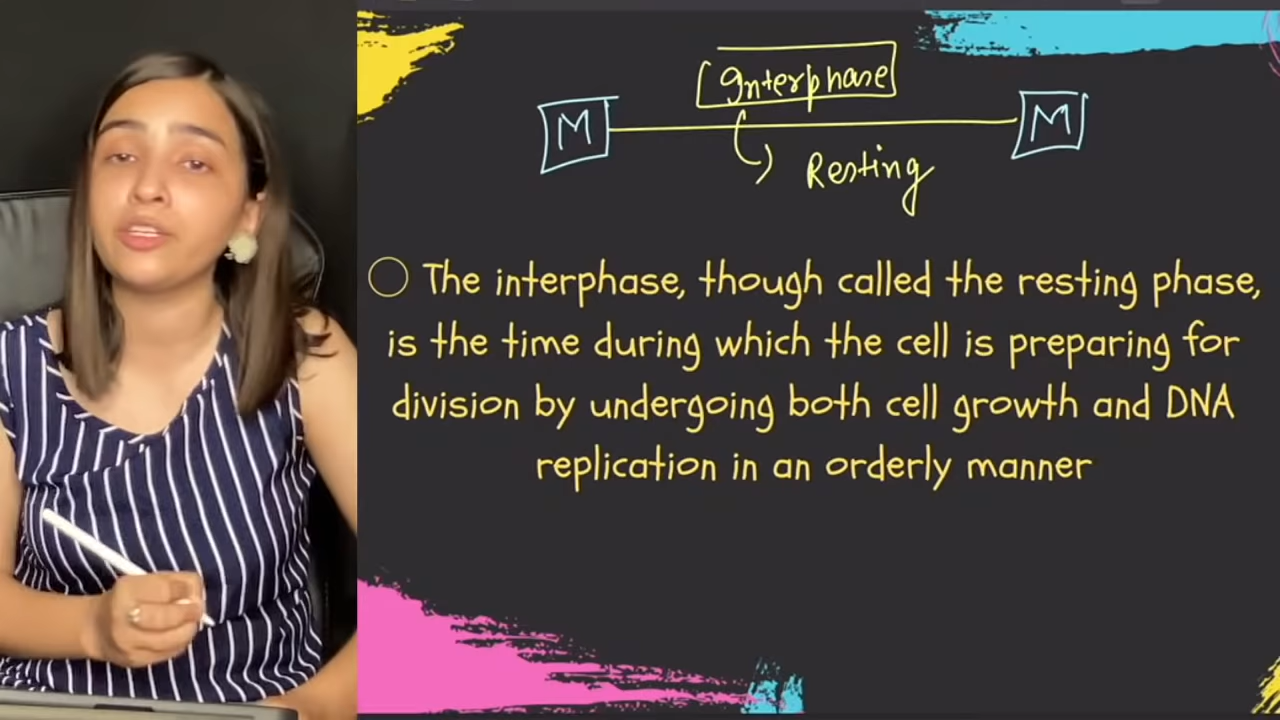 Interphase
M M
Resting
The interphase, though called the resting phase,
is the time during which the cell is preparing for
division by undergoing both cell growth and DNA
replication in an orderly manner